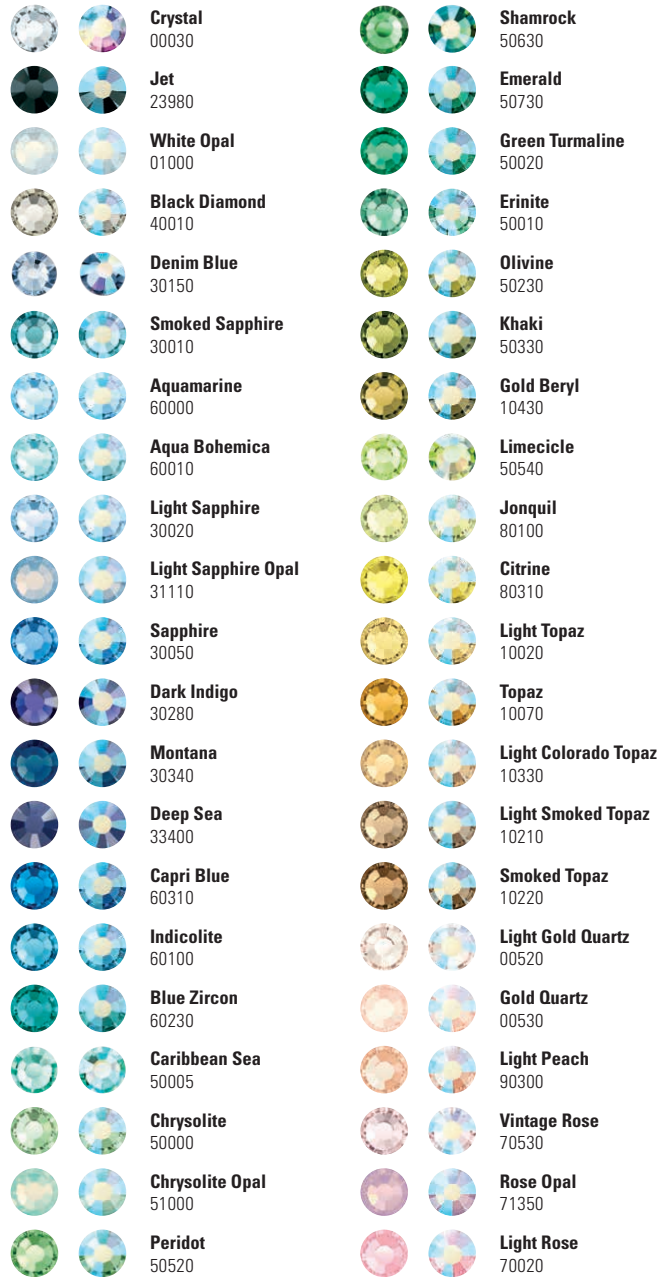 Crystal
00030
Jet
23980
White Opal
01000
Black Diamond
40010
Denim Blue
30150
Smoked Sapphire
30010
Aquamarine
60000
Aqua Bohemica
60010
Light Sapphire
30020
Light Sapphire Opal
31110
Sapphire
30050
Dark Indigo
30280
Montana
30340
Deep Sea
33400
Capri Blue
60310
Indicolite
60100
Blue Zircon
60230
Caribbean Sea
50005
Chrysolite
50000
Chrysolite Opal
51000
Peridot
50520
Shamrock
50630
Emerald
50730
Green Turmaline
50020
Erinite
50010
Olivine
50230
Khaki
50330
Gold Beryl
10430
Limecicle
50540
Jonquil
80100
Citrine
80310
Light Topaz
10020
Topaz
10070
Light Colorado Topaz
10330
Light Smoked Topaz
10210
Smoked Topaz
10220
Light Gold Quartz
00520
Gold Quartz
00530
Light Peach
90300
Vintage Rose
70530
Rose Opal
71350
Light Rose
70020